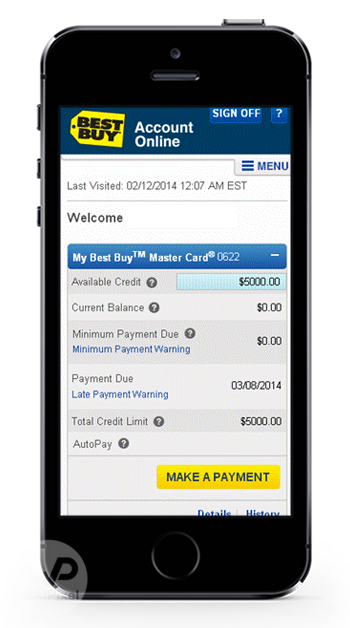 BEST BUY
Account Online
SIGN OFF
?
MENU
Last Visited: 02/12/2014 12:07 AM EST
Welcome
My Best Buy™ Master Card® 0622
Available Credit ? $5000.00
Current Balance ? $0.00
Minimum Payment Due ? $0.00
Minimum Payment Warning
Payment Due 03/08/2014
Late Payment Warning
Total Credit Limit ? $5000.00
AutoPay ?
MAKE A PAYMENT
Details History